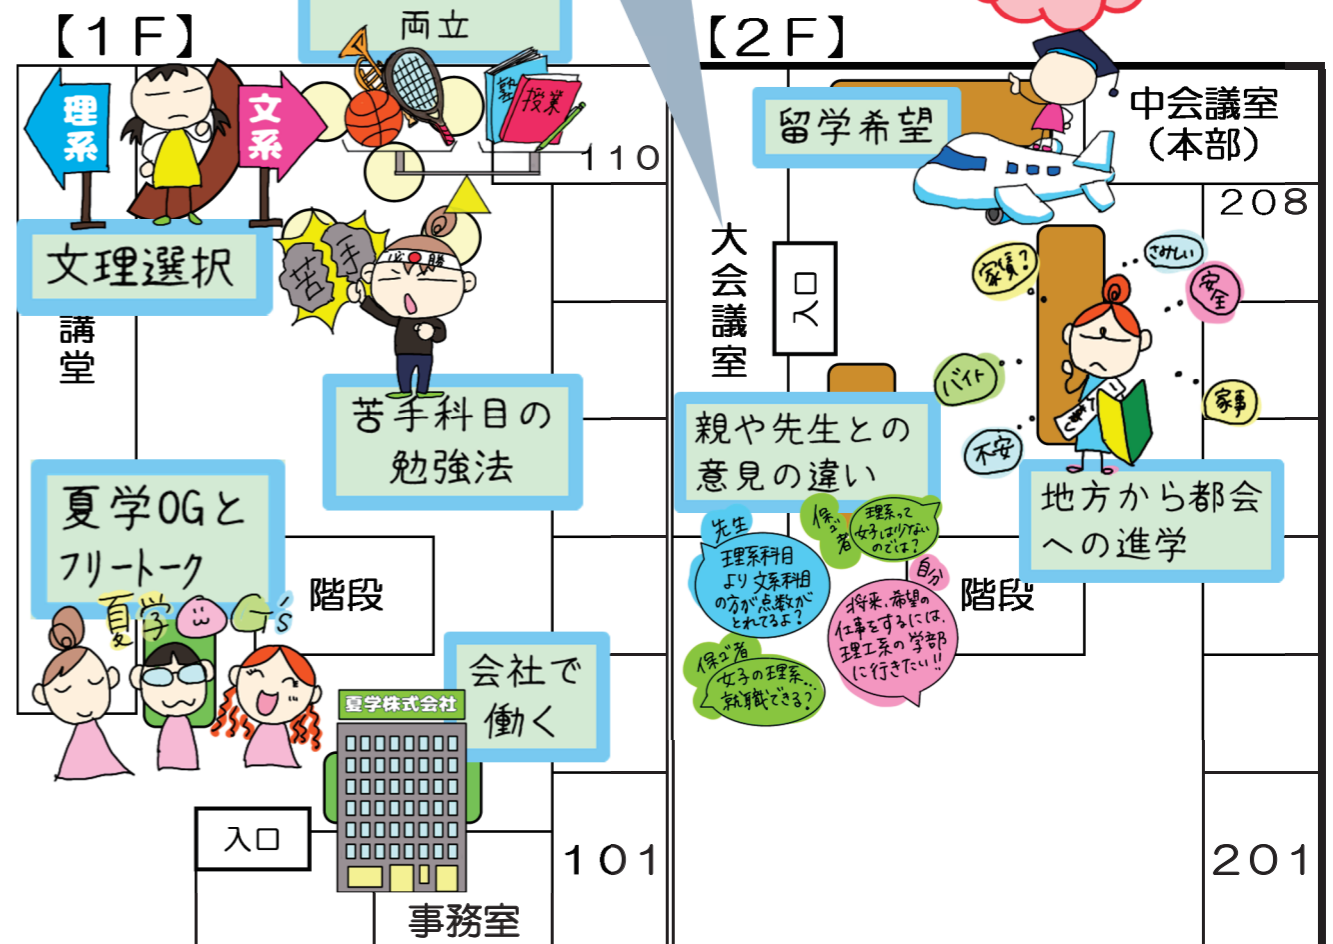 【1F】
両立
理系
文系
塾
授業
110
文理選択
苦手
必勝
講堂
苦手科目の
勉強法
夏学OGと
フリートーク
夏学OG's
階段
会社で
働く
夏学株式会社
入口
101
事務室
【2F】
留学希望
中会議室
(本部)
208
大会議室
入口
家賃?
さみしい
安全
バイト
家事
不安
親や先生との
意見の違い
地方から都会
への進学
先生
理系科目
より文系科目
の方が点数が
とれてるよ?
保ゴ者
理系って
女子は少ない
のでは?
自分
将来、希望の
仕事をするには、
理工系の学部
に行きたい!!
保ゴ者
女子の理系..
就職できる?
階段
201